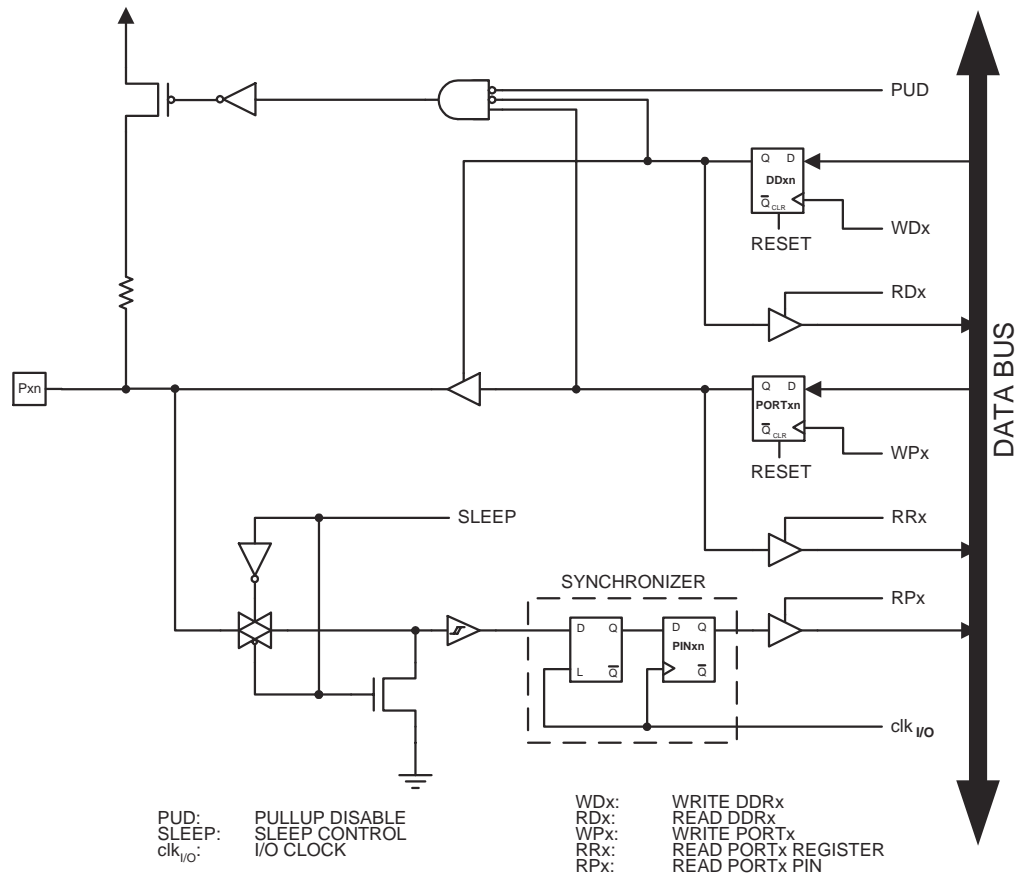 PUD
Q D
DDxn
Q CLR
WDx
RESET
RDx
Pxn
Q D
PORTxn
Q CLR
WPx
RESET
DATA BUS
SLEEP
RRx
SYNCHRONIZER
RPx
D Q
L Q
D Q
PINxn
Q
clk I/O
PUD: PULLUP DISABLE
SLEEP: SLEEP CONTROL
clkI/O: I/O CLOCK
WDx: WRITE DDRx
RDx: READ DDRx
WPx: WRITE PORTx
RRx: READ PORTx REGISTER
RPx: READ PORTx PIN